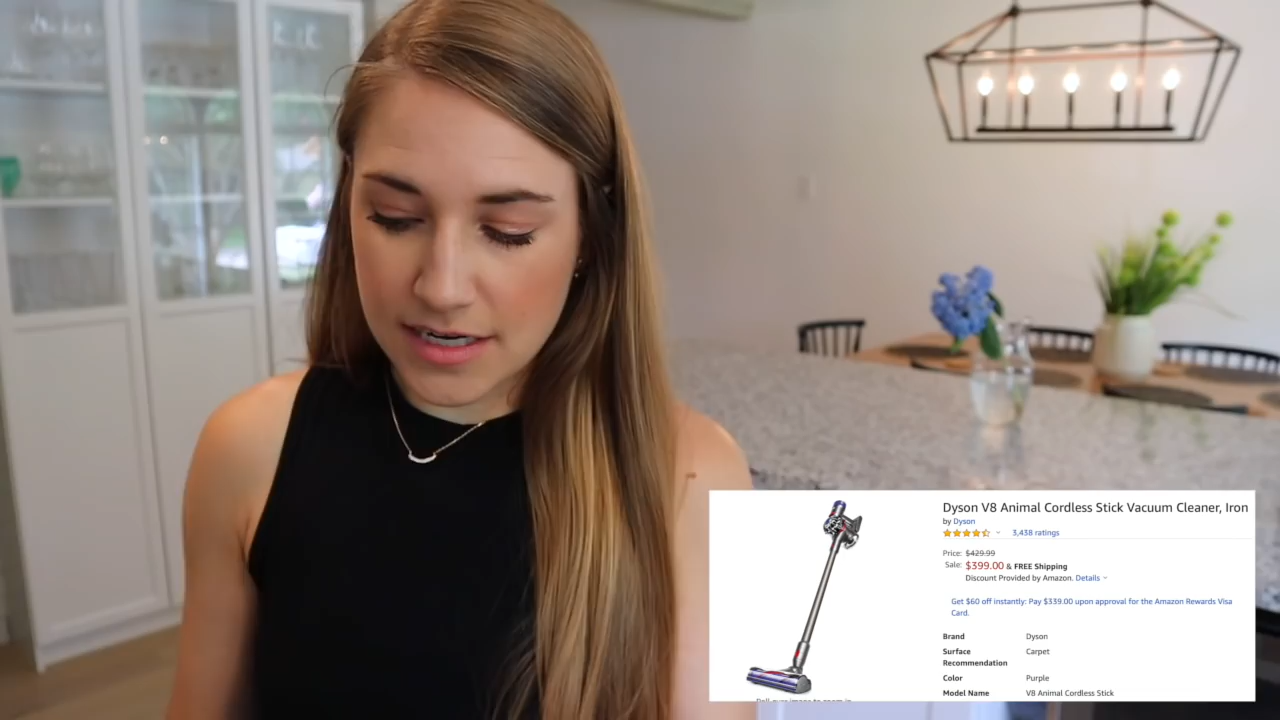 Dyson V8 Animal Cordless Stick Vacuum Cleaner, Iron
by Dyson
3,438 ratings
Price: $429.99
Sale: $399.00 & FREE Shipping
Discount Provided by Amazon. Details
Get $60 off instantly: Pay $339.00 upon approval for the Amazon Rewards Visa
Card.
Brand Dyson
Surface Carpet
Recommendation
Color Purple
Model Name V8 Animal Cordless Stick